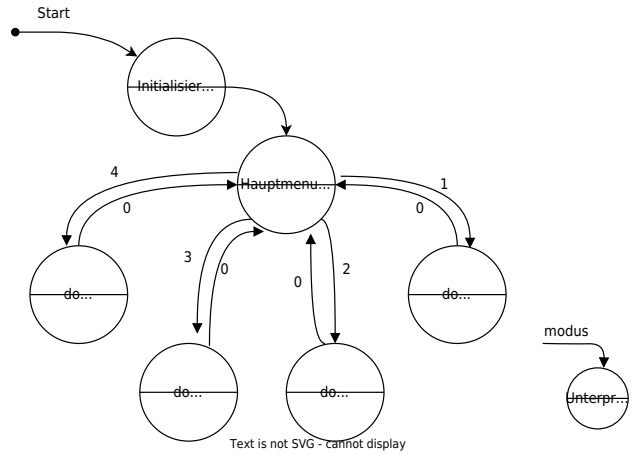 Start
Initialisier...
Hauptmenu...
4
1
0
0
3
0
0
2
do...
do...
modus
do...
do...
Unterpr...
Text is not SVG - cannot display